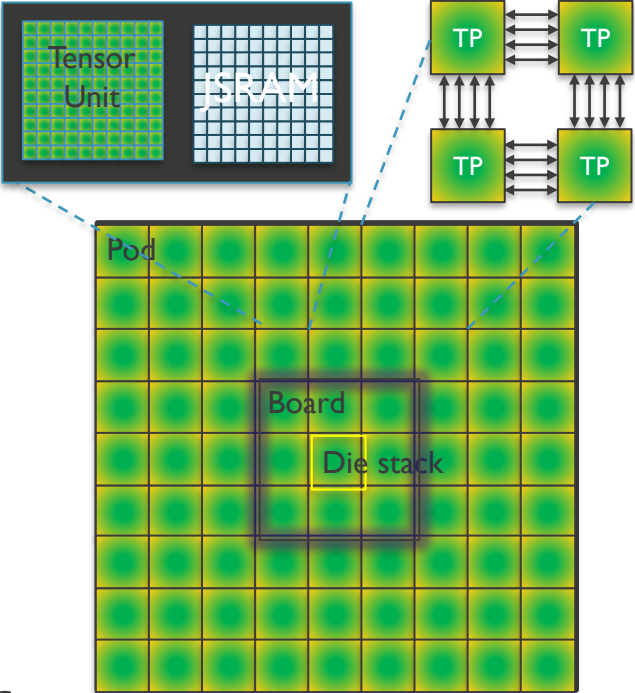 Tensor
Unit
JSRAM
TP
TP
TP
TP
Pod
Board
Die stack